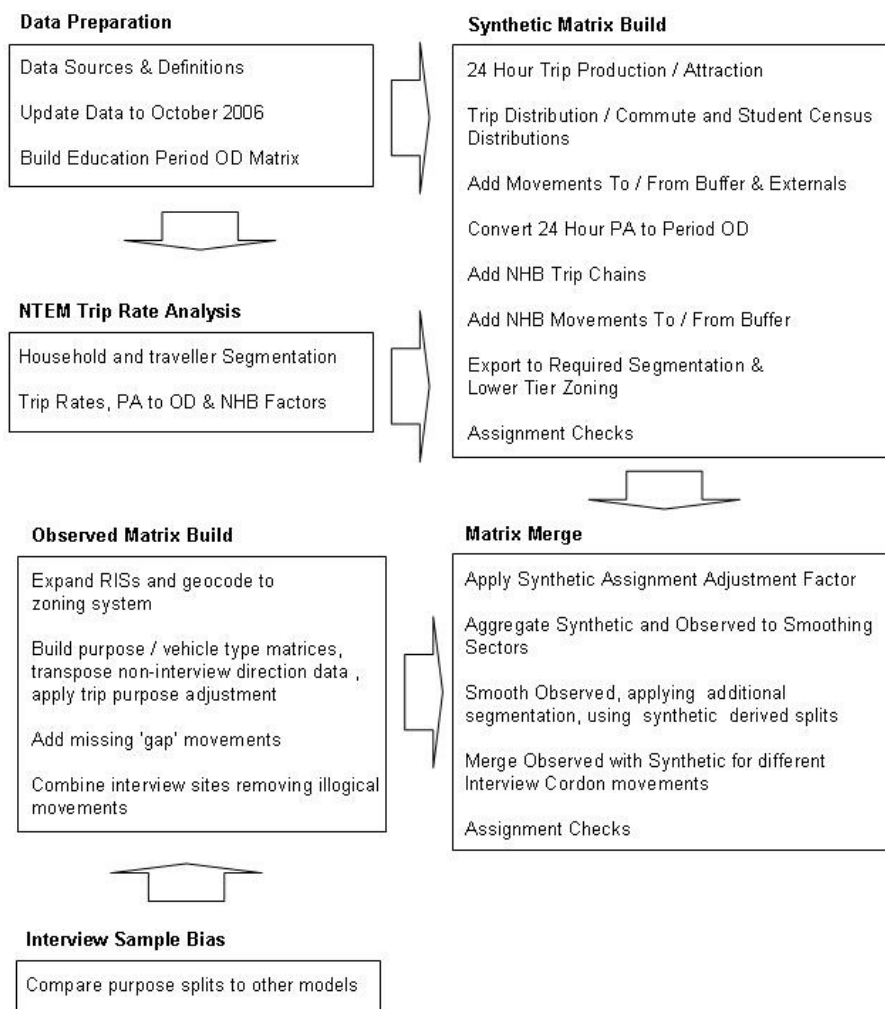 Data Preparation
Data Sources & Definitions
Update Data to October 2006
Build Education Period OD Matrix
NTEM Trip Rate Analysis
Household and traveller Segmentation
Trip Rates, PA to OD & NHB Factors
Synthetic Matrix Build
24 Hour Trip Production / Attraction
Trip Distribution / Commute and Student Census
Distributions
Add Movements To / From Buffer & Externals
Convert 24 Hour PA to Period OD
Add NHB Trip Chains
Add NHB Movements To / From Buffer
Export to Required Segmentation &
Lower Tier Zoning
Assignment Checks
Observed Matrix Build
Expand RISs and geocode to
zoning system
Build purpose / vehicle type matrices,
transpose non-interview direction data ,
apply trip purpose adjustment
Add missing 'gap' movements
Combine interview sites removing illogical
movements
Matrix Merge
Apply Synthetic Assignment Adjustment Factor
Aggregate Synthetic and Observed to Smoothing
Sectors
Smooth Observed, applying additional
segmentation, using synthetic derived splits
Merge Observed with Synthetic for different
Interview Cordon movements
Assignment Checks
Interview Sample Bias
Compare purpose splits to other models